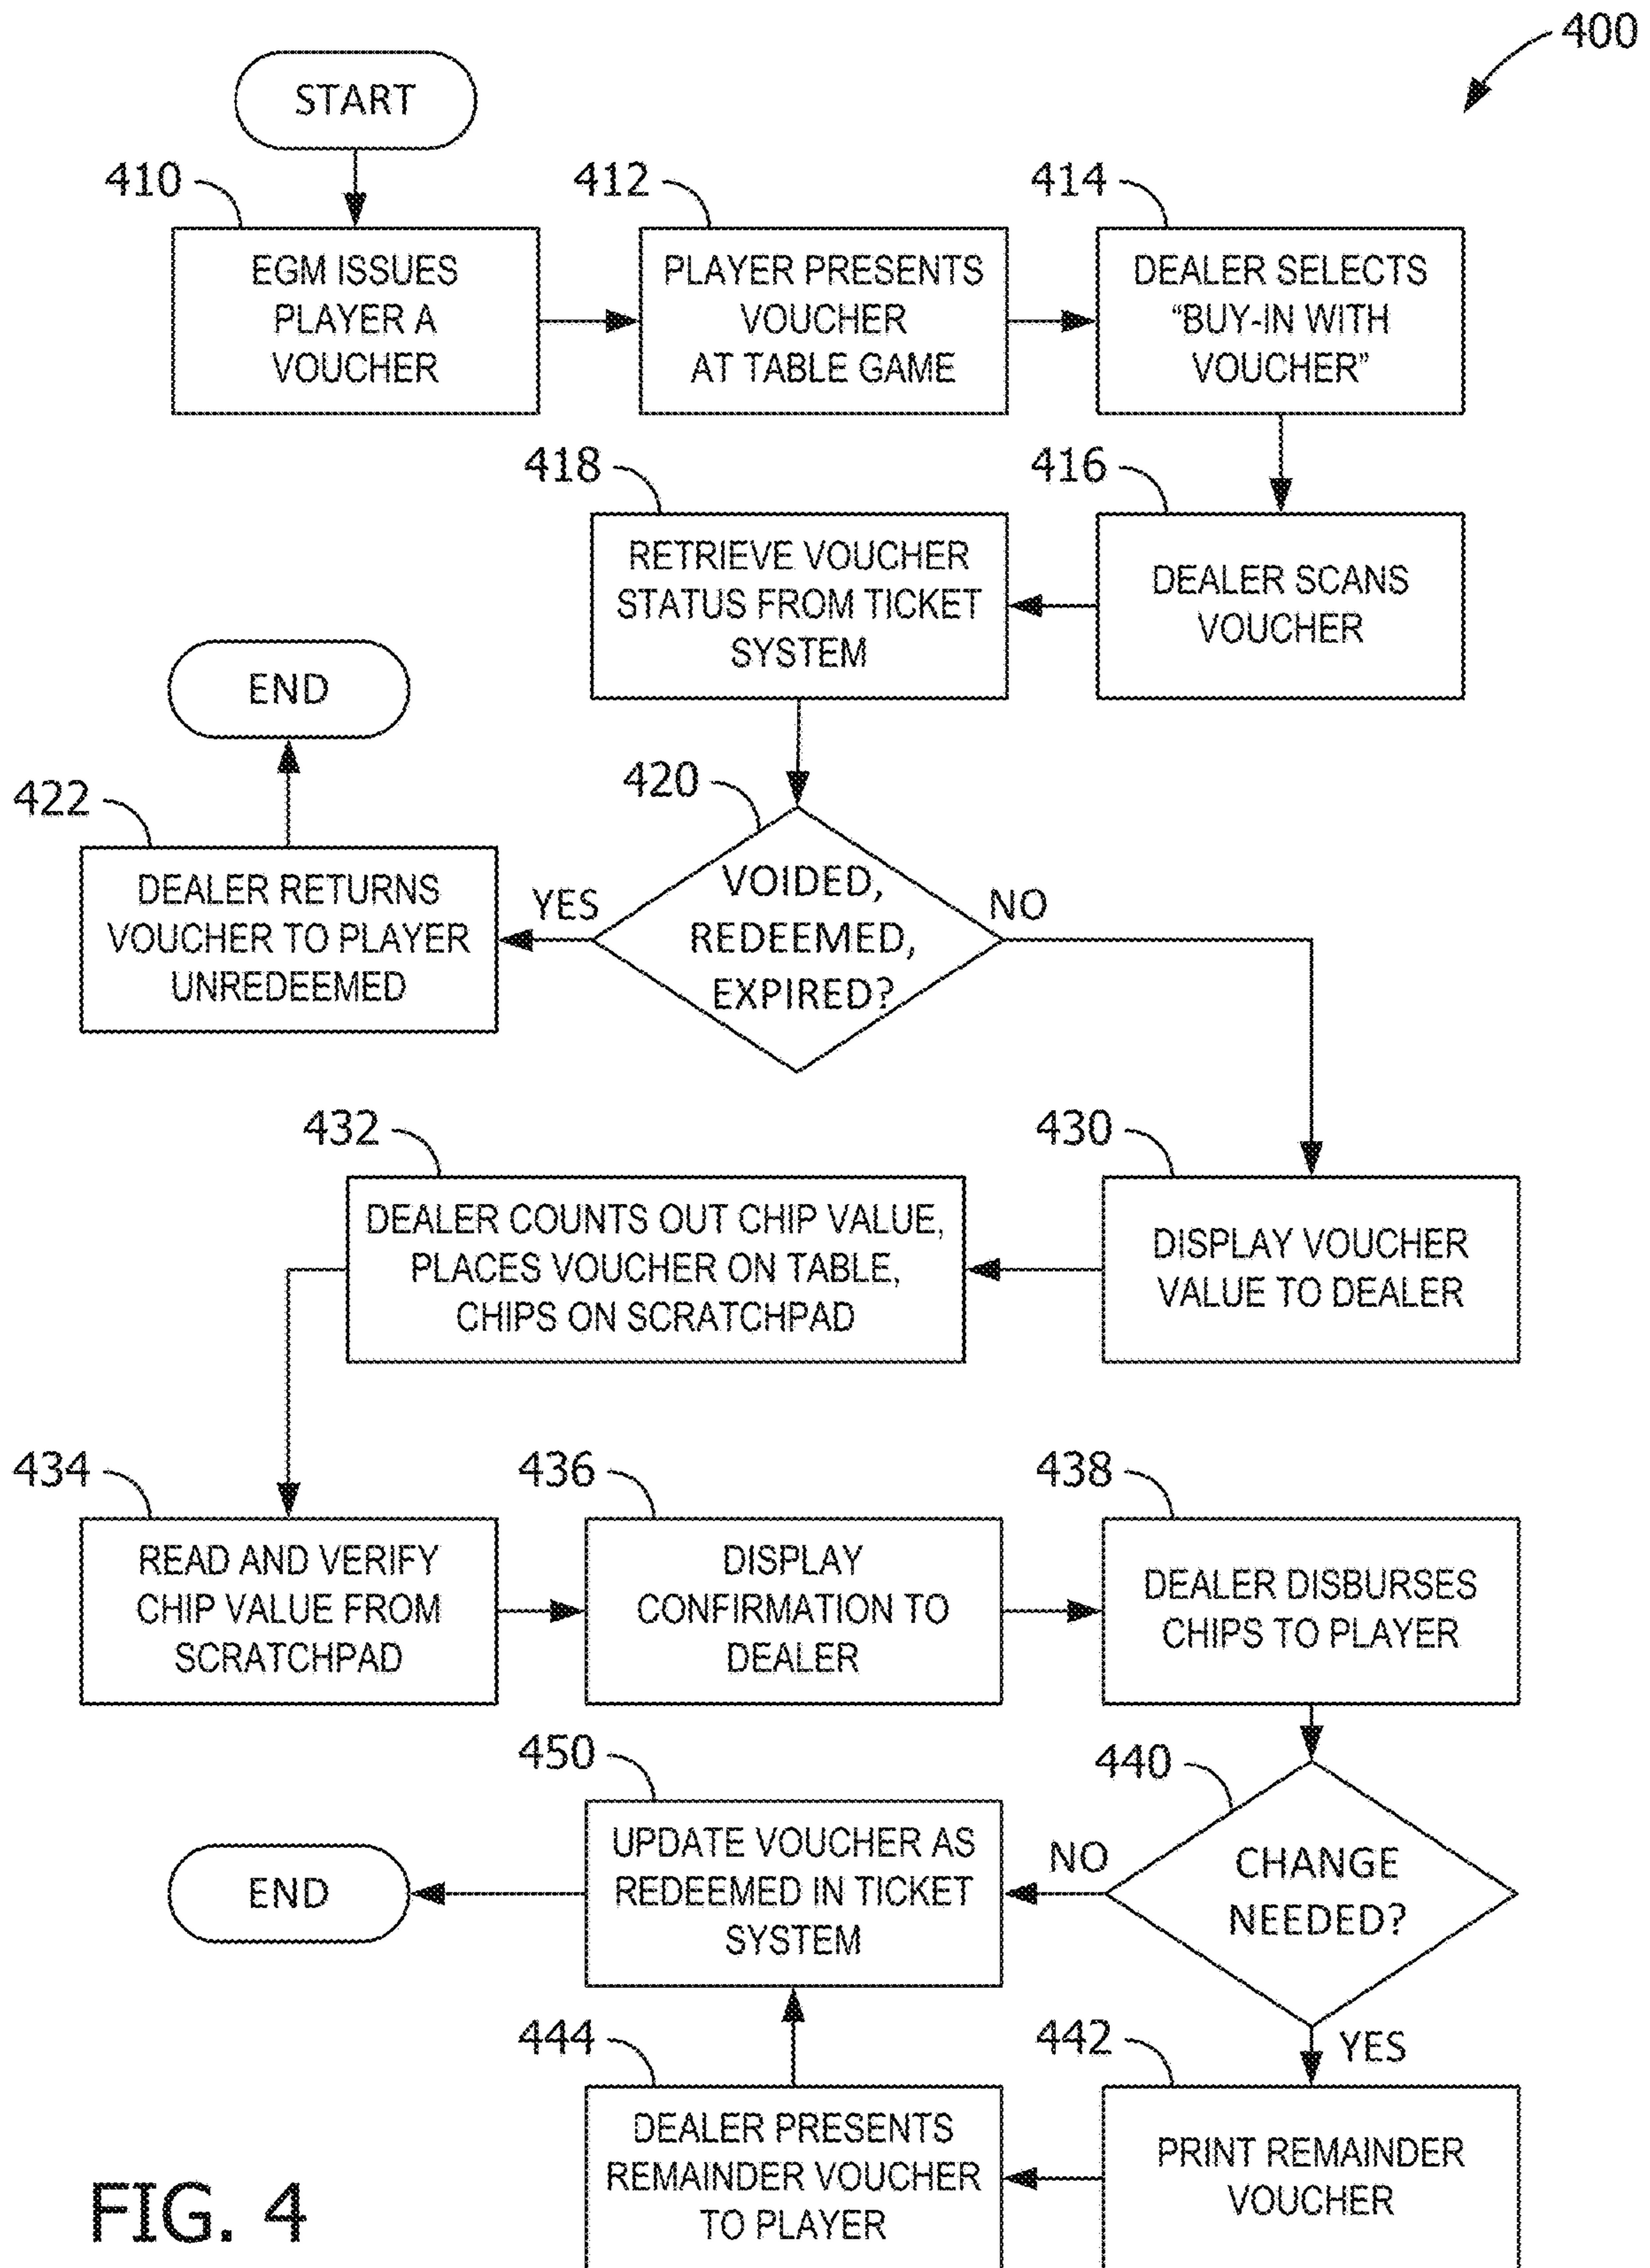 400
START
410
EGM ISSUES
PLAYER A
VOUCHER
412
PLAYER PRESENTS
VOUCHER
AT TABLE GAME
414
DEALER SELECTS
“BUY-IN WITH
VOUCHER”
416
DEALER SCANS
VOUCHER
418
RETRIEVE VOUCHER
STATUS FROM TICKET
SYSTEM
420
VOIDED,
REDEEMED,
EXPIRED?
YES
NO
422
DEALER RETURNS
VOUCHER TO PLAYER
UNREDEEMED
END
430
DISPLAY VOUCHER
VALUE TO DEALER
432
DEALER COUNTS OUT CHIP VALUE,
PLACES VOUCHER ON TABLE,
CHIPS ON SCRATCHPAD
434
READ AND VERIFY
CHIP VALUE FROM
SCRATCHPAD
436
DISPLAY
CONFIRMATION TO
DEALER
438
DEALER DISBURSES
CHIPS TO PLAYER
440
CHANGE
NEEDED?
NO
YES
442
PRINT REMAINDER
VOUCHER
444
DEALER PRESENTS
REMAINDER VOUCHER
TO PLAYER
450
UPDATE VOUCHER AS
REDEEMED IN TICKET
SYSTEM
END
FIG. 4